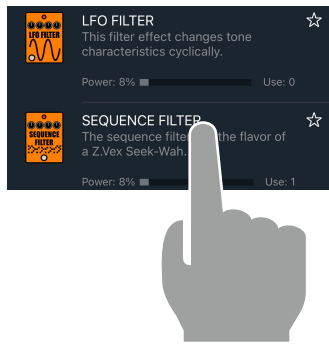 LFO FILTER
LFO FILTER
This filter effect changes tone
characteristics cyclically.
Power: 8% Use: 0
SEQUENCE
FILTER
SEQUENCE FILTER
The sequence filter the flavor of
a Z.Vex Seek-Wah.
Power: 8% Use: 1